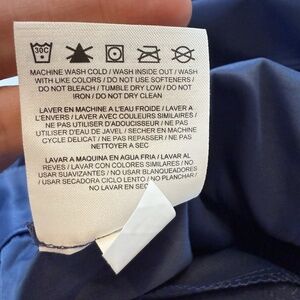 30C
MACHINE WASH COLD / WASH INSIDE OUT / WASH
WITH LIKE COLORS / DO NOT USE SOFTENERS /
DO NOT BLEACH / TUMBLE DRY LOW / DO NOT
IRON / DO NOT DRY CLEAN
LAVER EN MACHINE A L'EAU FROIDE / LAVER A
L'ENVERS / LAVER AVEC COULEURS SIMILAIRES /
NE PAS UTILISER D'ADOUCISSEUR / NE PAS
UTILISER D'EAU DE JAVEL / SECHER EN MACHINE
CYCLE DELICAT / NE PAS REPASSER / NE PAS
NETTOYER A SEC
LAVAR A MAQUINA EN AGUA FRIA / LAVAR AL
REVES / LAVAR CON COLORES SIMILARES / NO
USAR SUAVIZANTES / NO USAR BLANQUEADORES
/ USAR SECADORA CICLO LENTO / NO PLANCHAR /
NO LAVAR EN SEC